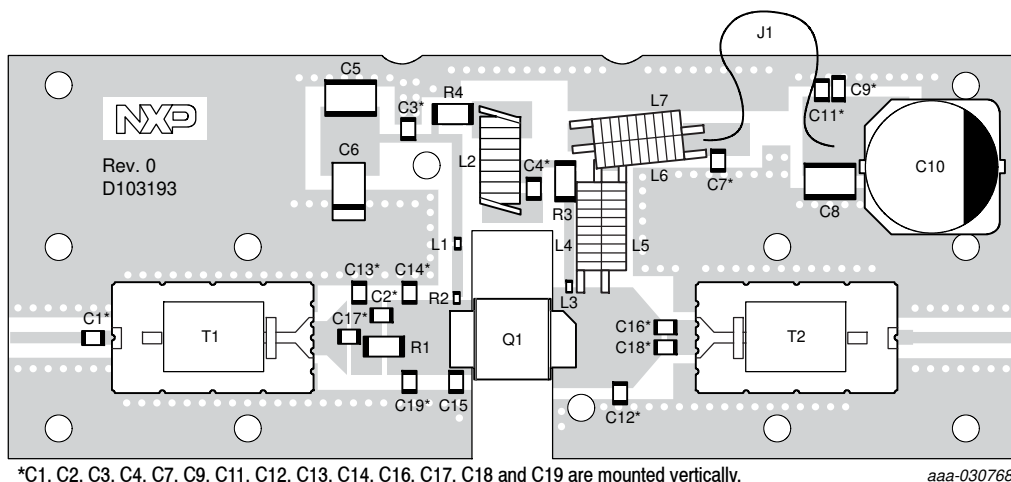 J1
C5
C3*
R4
L7
C9*
C11*
NXP
Rev. 0
D103193
C6
L2
C4*
R3
L6
C7*
C8
C10
L1
L4
L5
C13*
C14*
R2
L3
C1*
T1
C17*
C2*
R1
Q1
C16*
C18*
T2
C19*
C15
C12*
*C1, C2, C3, C4, C7, C9, C11, C12, C13, C14, C16, C17, C18 and C19 are mounted vertically.
aaa-030768